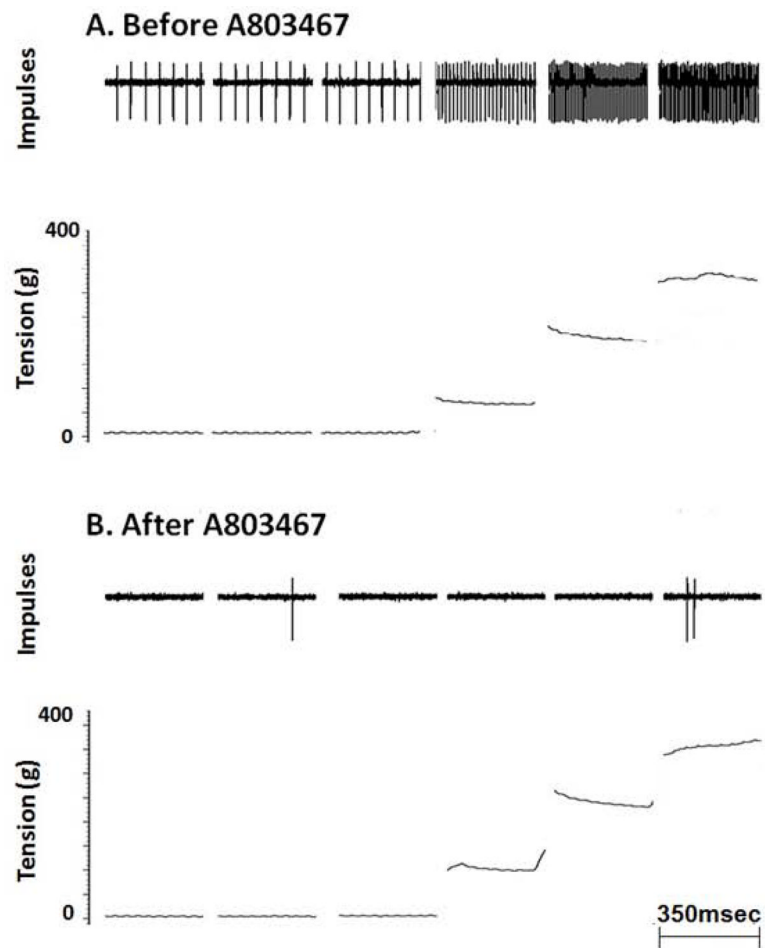 A. Before A803467
Impulses
400
Tension (g)
0
B. After A803467
Impulses
400
Tension (g)
0
350msec